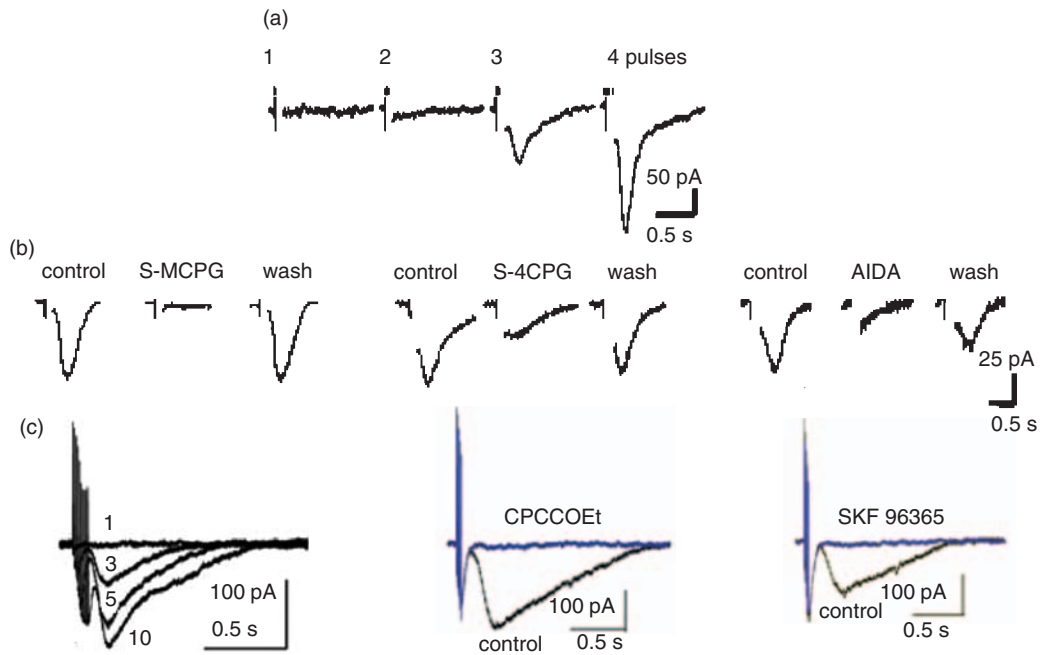 (a)
1 2 3 4 pulses
50 pA
0.5 s
(b)
control S-MCPG wash control S-4CPG wash control AIDA wash
25 pA
0.5 s
(c)
1
3
5
10
100 pA
0.5 s
CPCCOEt
100 pA
0.5 s
control
SKF 96365
control
100 pA
0.5 s